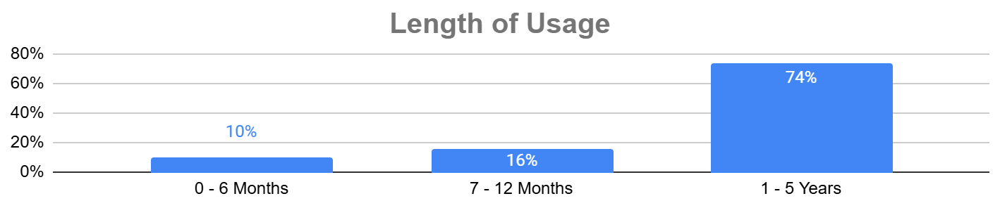 Length of Usage
80%
60%
40%
20%
0%
10%
16%
74%
0 - 6 Months
7 - 12 Months
1 - 5 Years